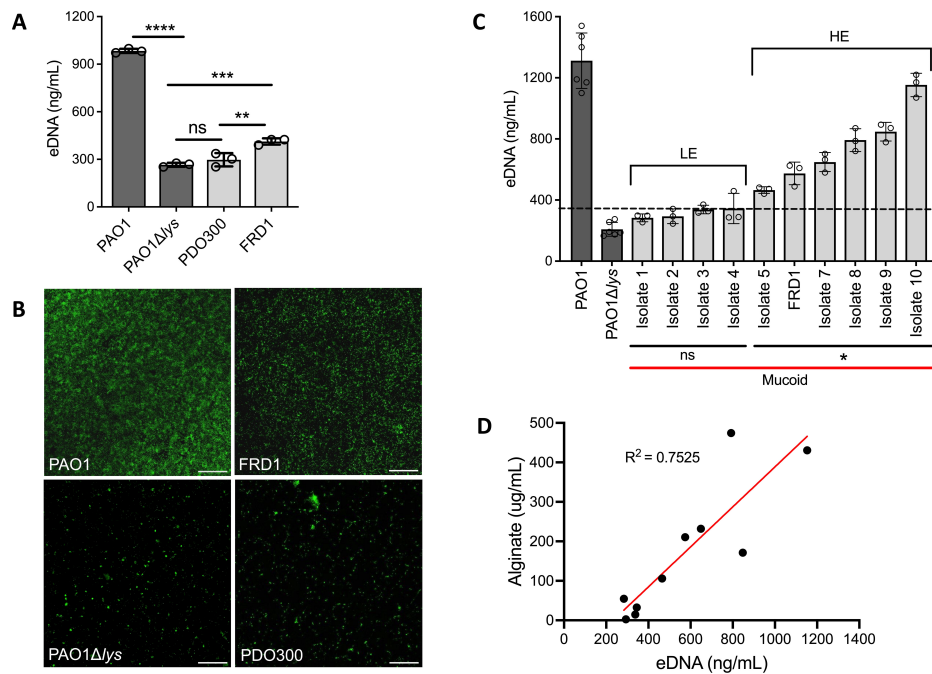 A
eDNA (ng/mL)
1200
900
600
300
0
****
***
ns
**
PAO1
PAO1Δlys
PDO300
FRD1
B
PAO1
FRD1
PAO1Δlys
PDO300
C
eDNA (ng/mL)
1600
1200
800
400
0
HE
LE
PAO1
PAO1Δlys
Isolate 1
Isolate 2
Isolate 3
Isolate 4
Isolate 5
FRD1
Isolate 7
Isolate 8
Isolate 9
Isolate 10
ns
*
Mucoid
D
Alginate (ug/mL)
500
400
300
200
100
0
R² = 0.7525
0 200 400 600 800 1000 1200 1400
eDNA (ng/mL)